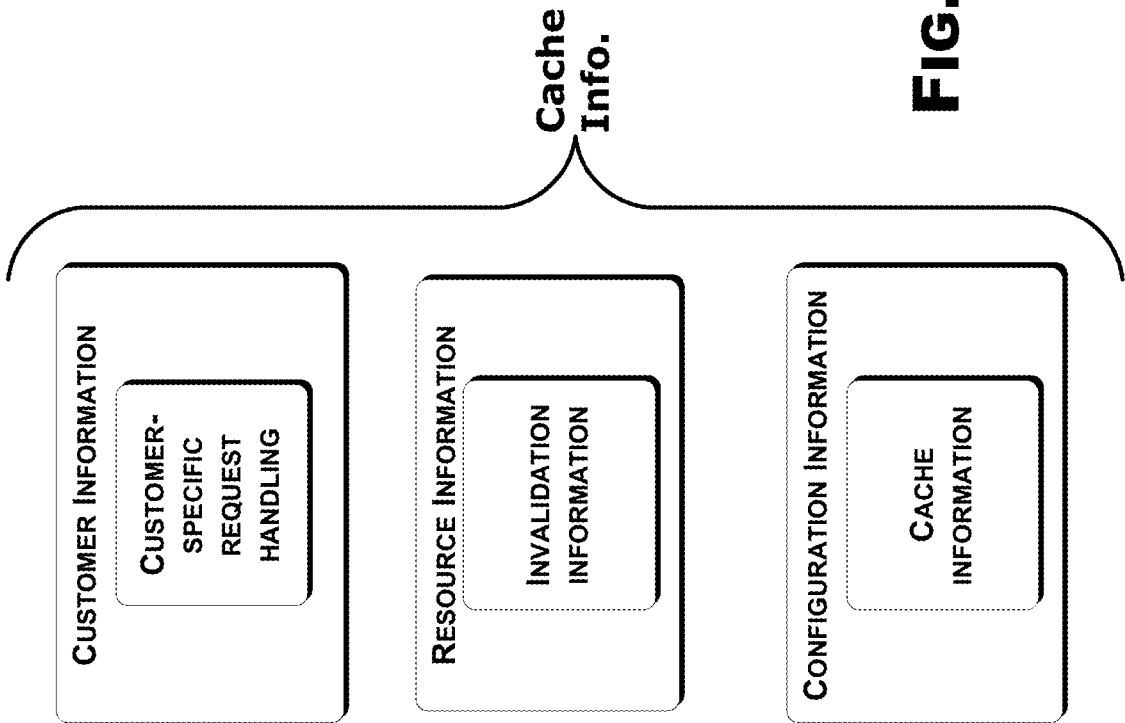 CUSTOMER INFORMATION
CUSTOMER-
SPECIFIC
REQUEST
HANDLING
RESOURCE INFORMATION
INVALIDATION
INFORMATION
CONFIGURATION INFORMATION
CACHE
INFORMATION
Cache
Info.
FIG.